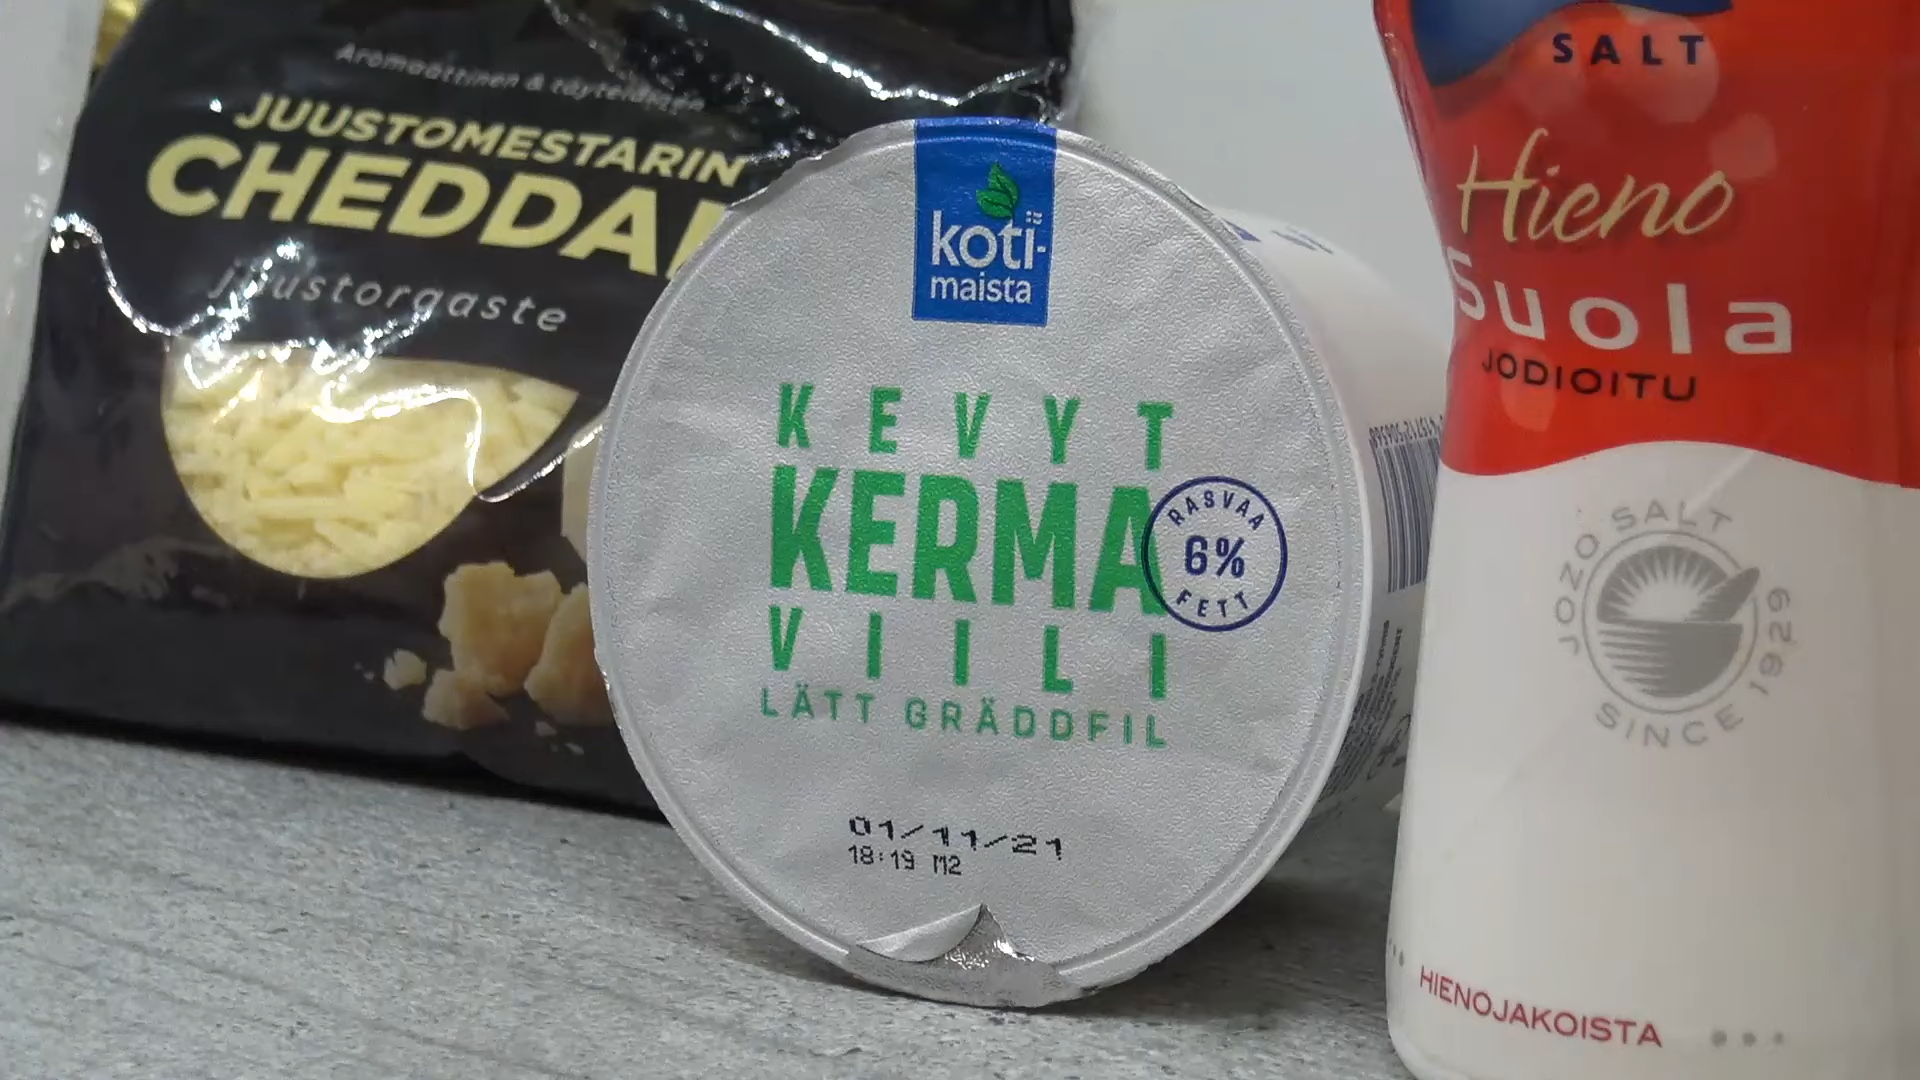 Aromaattinen & täyteläinen
JUUSTOMESTARIN
CHEDDAR
juustoraaste
koti-
maista
KEVYT
KERMA
VIILI
LÄTT GRÄDDFIL
RASVAA
6%
FETT
01/11/21
18:19 M2
SALT
Hieno
Suola
JODIOITU
JOZO SALT
SINCE 1929
HIENOJAKOISTA